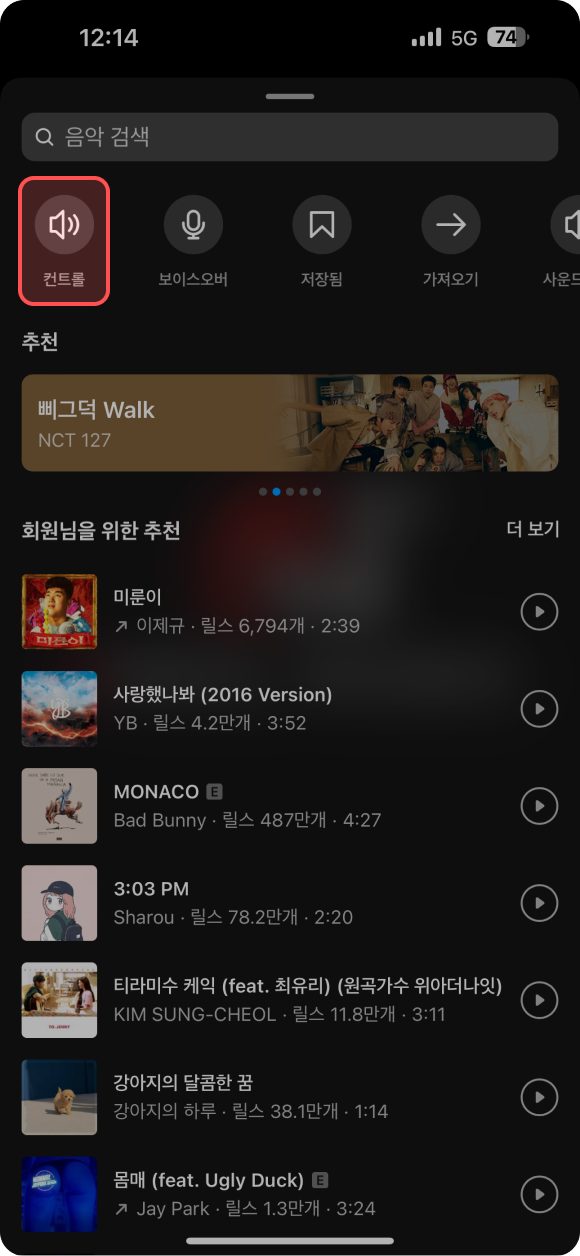 12:14
5G 74
음악 검색
컨트롤 보이스오버 저장됨 가져오기 사운드
추천
삐그덕 Walk
NCT 127
회원님을 위한 추천 더 보기
미룬이
이제규 · 릴스 6,794개 · 2:39
사랑했나봐 (2016 Version)
YB · 릴스 4.2만개 · 3:52
MONACO E
Bad Bunny · 릴스 487만개 · 4:27
3:03 PM
Sharou · 릴스 78.2만개 · 2:20
티라미수 케익 (feat. 최유리) (원곡가수 위아더나잇)
KIM SUNG-CHEOL · 릴스 11.8만개 · 3:11
강아지의 달콤한 꿈
강아지의 하루 · 릴스 38.1만개 · 1:14
몸매 (feat. Ugly Duck) E
Jay Park · 릴스 1.3만개 · 3:24